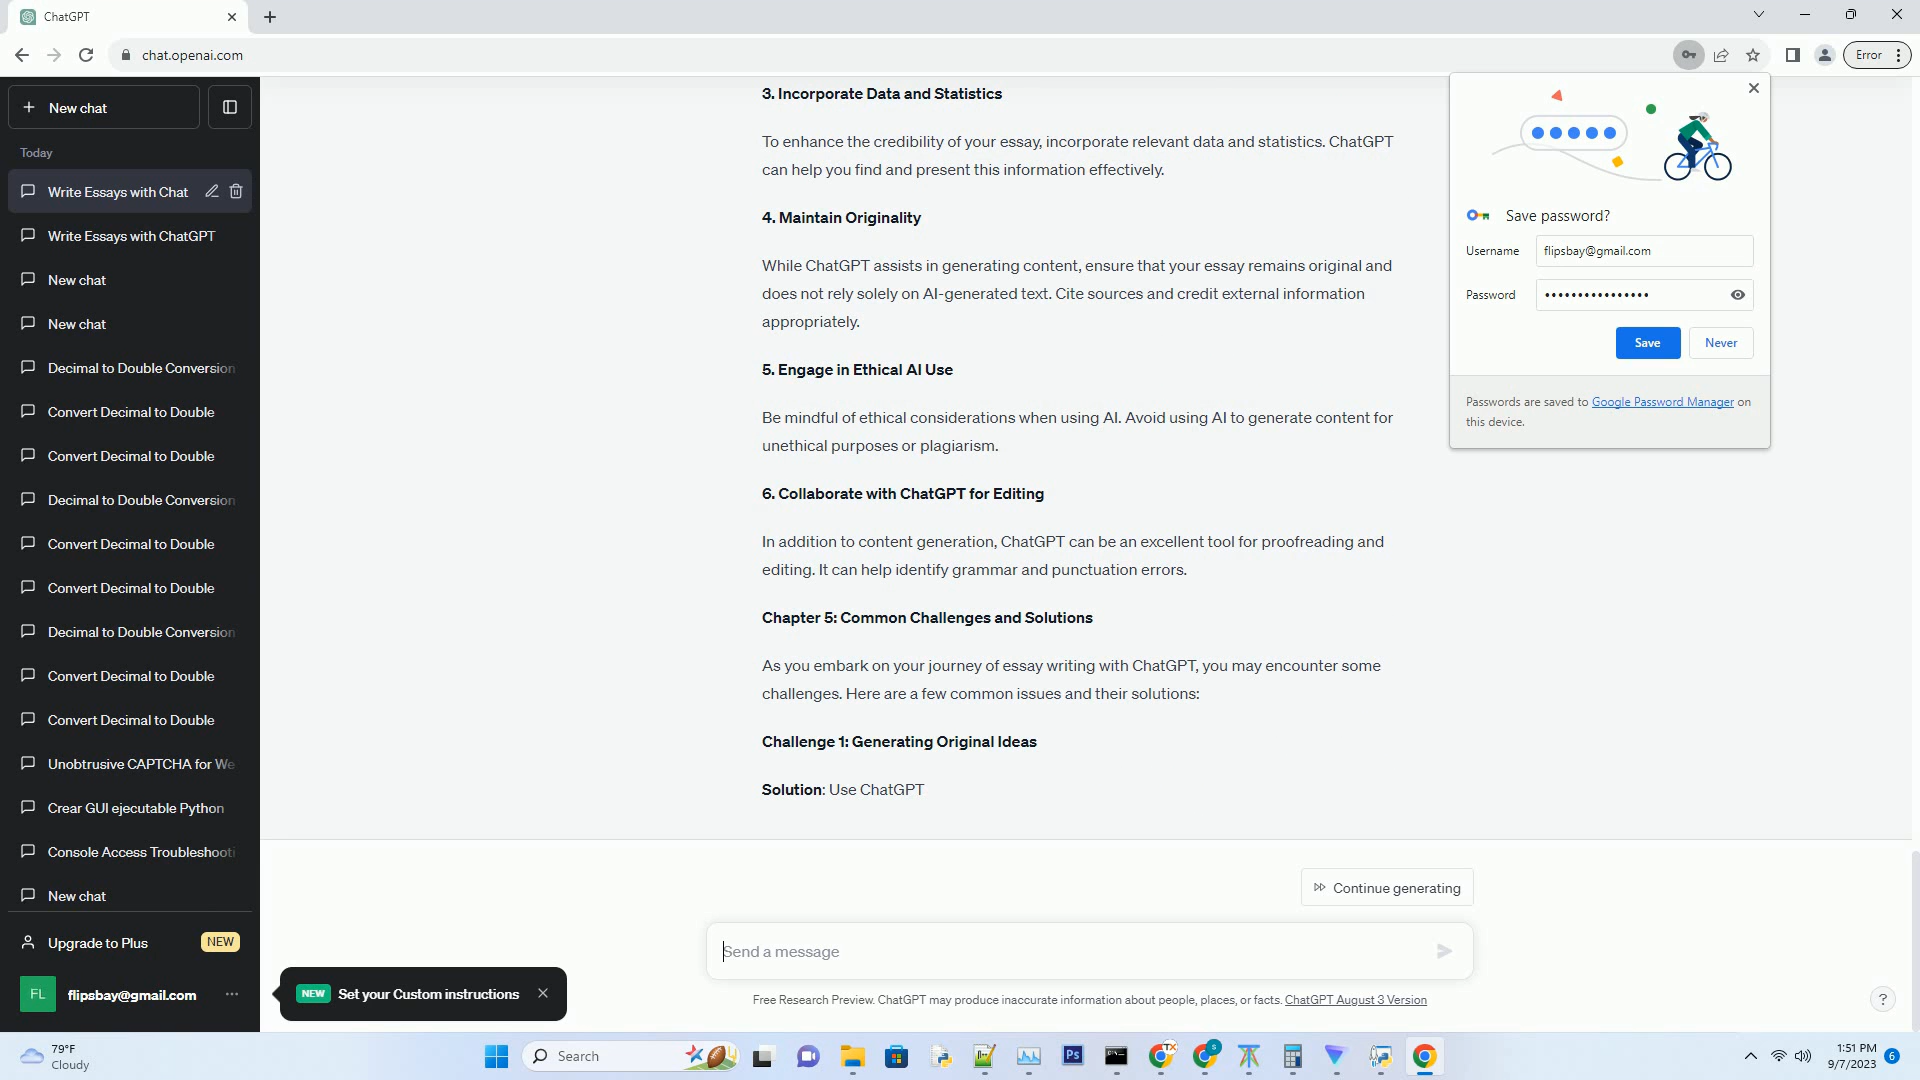 ChatGPT
chat.openai.com
Error
New chat
Today
Write Essays with Chat
Write Essays with ChatGPT
New chat
New chat
Decimal to Double Conversion
Convert Decimal to Double
Convert Decimal to Double
Decimal to Double Conversion
Convert Decimal to Double
Convert Decimal to Double
Decimal to Double Conversion
Convert Decimal to Double
Convert Decimal to Double
Unobtrusive CAPTCHA for We
Crear GUI ejecutable Python
Console Access Troubleshooti
New chat
Upgrade to Plus NEW
FL flipsbay@gmail.com
NEW Set your Custom instructions
3. Incorporate Data and Statistics
To enhance the credibility of your essay, incorporate relevant data and statistics. ChatGPT
can help you find and present this information effectively.
4. Maintain Originality
While ChatGPT assists in generating content, ensure that your essay remains original and
does not rely solely on AI-generated text. Cite sources and credit external information
appropriately.
5. Engage in Ethical AI Use
Be mindful of ethical considerations when using AI. Avoid using AI to generate content for
unethical purposes or plagiarism.
6. Collaborate with ChatGPT for Editing
In addition to content generation, ChatGPT can be an excellent tool for proofreading and
editing. It can help identify grammar and punctuation errors.
Chapter 5: Common Challenges and Solutions
As you embark on your journey of essay writing with ChatGPT, you may encounter some
challenges. Here are a few common issues and their solutions:
Challenge 1: Generating Original Ideas
Solution: Use ChatGPT
Continue generating
Send a message
Free Research Preview. ChatGPT may produce inaccurate information about people, places, or facts. ChatGPT August 3 Version
?
Save password?
Username flipsbay@gmail.com
Password ••••••••••••••••
Save Never
Passwords are saved to Google Password Manager on
this device.
79°F
Cloudy
Search
Ps
TX
S
1:51 PM
9/7/2023
6